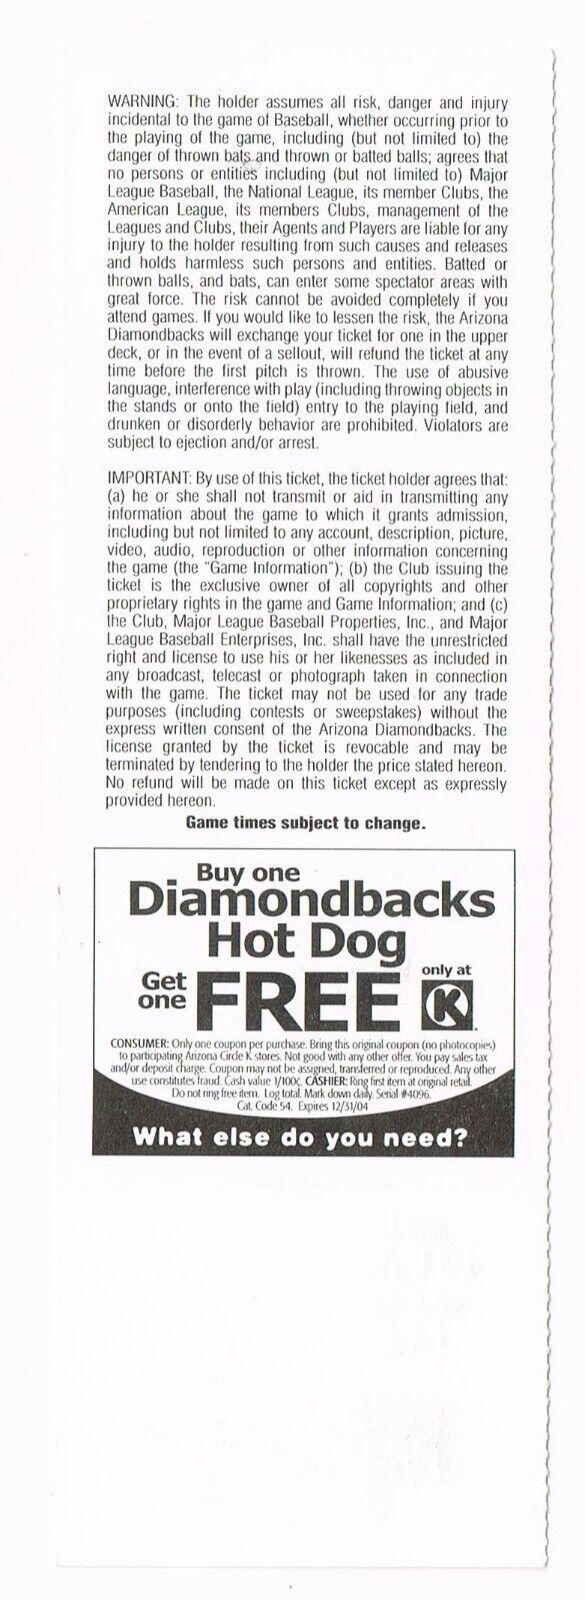 WARNING: The holder assumes all risk, danger and injury
incidental to the game of Baseball, whether occurring prior to
the playing of the game, including (but not limited to) the
danger of thrown bats and thrown or batted balls; agrees that
no persons or entities including (but not limited to) Major
League Baseball, the National League, its member Clubs, the
American League, its members Clubs, management of the
Leagues and Clubs, their Agents and Players are liable for any
injury to the holder resulting from such causes and releases
and holds harmless such persons and entities. Batted or
thrown balls, and bats, can enter some spectator areas with
great force. The risk cannot be avoided completely if you
attend games. If you would like to lessen the risk, the Arizona
Diamondbacks will exchange your ticket for one in the upper
deck, or in the event of a sellout, will refund the ticket at any
time before the first pitch is thrown. The use of abusive
language, interference with play (including throwing objects in
the stands or onto the field) entry to the playing field, and
drunken or disorderly behavior are prohibited. Violators are
subject to ejection and/or arrest.
IMPORTANT: By use of this ticket, the ticket holder agrees that:
(a) he or she shall not transmit or aid in transmitting any
information about the game to which it grants admission,
including but not limited to any account, description, picture,
video, audio, reproduction or other information concerning
the game (the "Game Information"); (b) the Club issuing the
ticket is the exclusive owner of all copyrights and other
proprietary rights in the game and Game Information; and (c)
the Club, Major League Baseball Properties, Inc., and Major
League Baseball Enterprises, Inc. shall have the unrestricted
right and license to use his or her likenesses as included in
any broadcast, telecast or photograph taken in connection
with the game. The ticket may not be used for any trade
purposes (including contests or sweepstakes) without the
express written consent of the Arizona Diamondbacks. The
license granted by the ticket is revocable and may be
terminated by tendering to the holder the price stated hereon.
No refund will be made on this ticket except as expressly
provided hereon.
Game times subject to change.
Buy one
Diamondbacks
Hot Dog
Get one FREE only at K
CONSUMER: Only one coupon per purchase. Bring this original coupon (no photocopies)
to participating Arizona Circle K stores. Not good with any other offer. You pay sales tax
and/or deposit charge. Coupon may not be assigned, transferred or reproduced. Any other
use constitutes fraud. Cash value 1/100¢. CASHIER: Ring first item at original retail.
Do not ring free item. Log total. Mark down daily. Serial #4096.
Cat. Code 54. Expires 12/31/04
What else do you need?